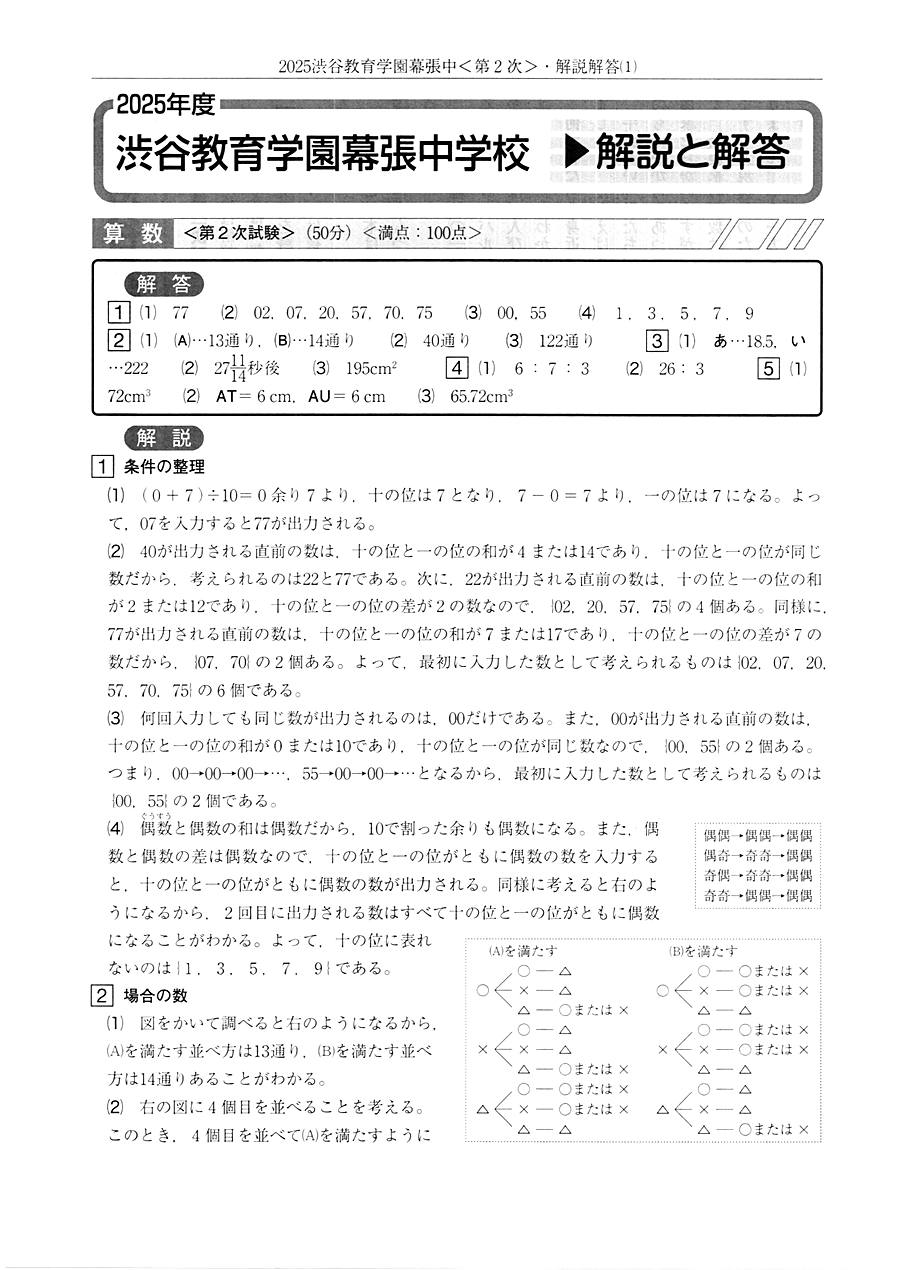 2025渋谷教育学園幕張中＜第２次＞・解説解答⑴
2025年度
渋谷教育学園幕張中学校　▶解説と解答
算　数　＜第２次試験＞（50分）＜満点：100点＞
解　答
１　⑴　77　⑵　02，07，20，57，70，75　⑶　00，55　⑷　1，3，5，7，9
２　⑴　(A)…13通り，(B)…14通り　⑵　40通り　⑶　122通り　３　⑴　あ…18.5，い
…222　⑵　27 11/14秒後　⑶　195cm²　４　⑴　6：7：3　⑵　26：3　５　⑴
72cm³　⑵　AT＝6cm，AU＝6cm　⑶　65.72cm³
解　説
１　条件の整理
⑴　（0＋7）÷10＝0余り7より，十の位は7となり，7－0＝7より，一の位は7になる。よっ
て，07を入力すると77が出力される。
⑵　40が出力される直前の数は，十の位と一の位の和が4または14であり，十の位と一の位が同じ
数だから，考えられるのは22と77である。次に，22が出力される直前の数は，十の位と一の位の和
が2または12であり，十の位と一の位の差が2の数なので，{02，20，57，75}の4個ある。同様に，
77が出力される直前の数は，十の位と一の位の和が7または17であり，十の位と一の位の差が7の
数だから，{07，70}の2個ある。よって，最初に入力した数として考えられるものは{02，07，20，
57，70，75}の6個である。
⑶　何回入力しても同じ数が出力されるのは，00だけである。また，00が出力される直前の数は，
十の位と一の位の和が0または10であり，十の位と一の位が同じ数なので，{00，55}の2個ある。
つまり，00→00→00→…，55→00→00→…となるから，最初に入力した数として考えられるものは
{00，55}の2個である。
ぐうすう
⑷　偶数と偶数の和は偶数だから，10で割った余りも偶数になる。また，偶
数と偶数の差は偶数なので，十の位と一の位がともに偶数の数を入力する
と，十の位と一の位がともに偶数の数が出力される。同様に考えると右のよ
うになるから，2回目に出力される数はすべて十の位と一の位がともに偶数
になることがわかる。よって，十の位に表れ
ないのは{1，3，5，7，9}である。
偶偶→偶偶→偶偶
偶奇→奇奇→偶偶
奇偶→奇奇→偶偶
奇奇→偶偶→偶偶
２　場合の数
⑴　図をかいて調べると右のようになるから，
(A)を満たす並べ方は13通り，(B)を満たす並べ
方は14通りあることがわかる。
⑵　右の図に4個目を並べることを考える。
このとき，4個目を並べて(A)を満たすように
(A)を満たす
○ － △
○ × － △
△ － ○または×
○ － △
× × － △
△ － ○または×
○ － ○または×
△ × － ○または×
△ － △
(B)を満たす
○ － ○または×
○ × － ○または×
△ － △
○ － ○または×
× × － ○または×
△ － △
○ － △
△ × － △
△ － ○または×